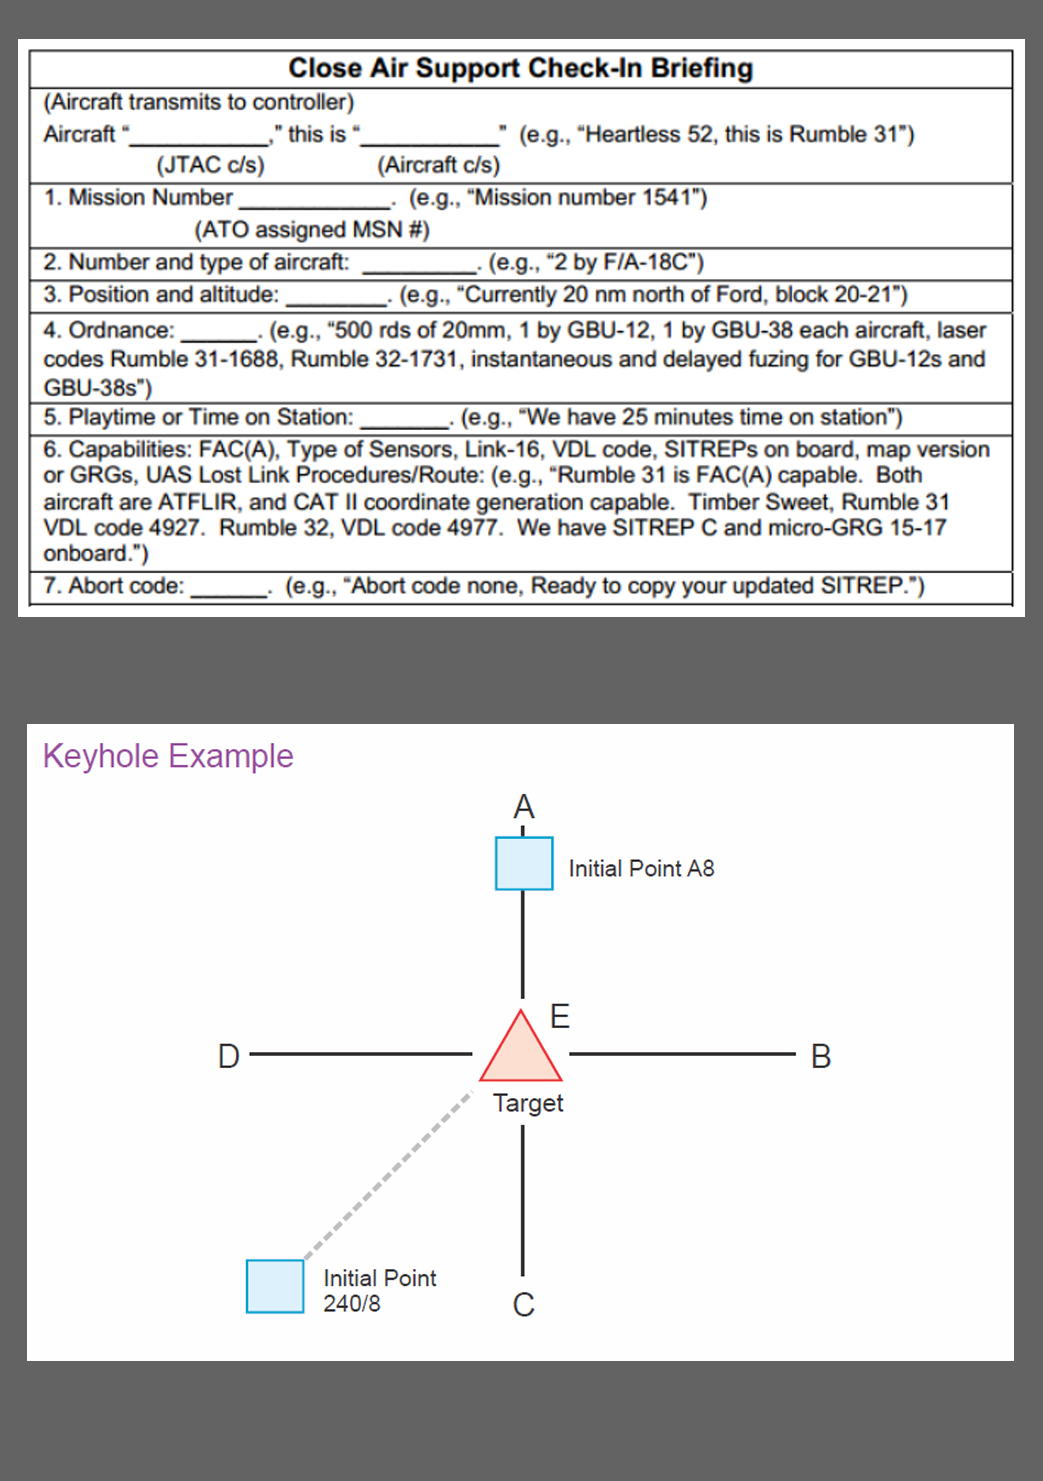 Close Air Support Check-In Briefing
(Aircraft transmits to controller)
Aircraft “___________,” this is “___________” (e.g., “Heartless 52, this is Rumble 31”)
(JTAC c/s) (Aircraft c/s)
1. Mission Number ____________. (e.g., “Mission number 1541”)
(ATO assigned MSN #)
2. Number and type of aircraft: _________. (e.g., “2 by F/A-18C”)
3. Position and altitude: ________. (e.g., “Currently 20 nm north of Ford, block 20-21”)
4. Ordnance: ______. (e.g., “500 rds of 20mm, 1 by GBU-12, 1 by GBU-38 each aircraft, laser
codes Rumble 31-1688, Rumble 32-1731, instantaneous and delayed fuzing for GBU-12s and
GBU-38s”)
5. Playtime or Time on Station: _______. (e.g., “We have 25 minutes time on station”)
6. Capabilities: FAC(A), Type of Sensors, Link-16, VDL code, SITREPs on board, map version
or GRGs, UAS Lost Link Procedures/Route: (e.g., “Rumble 31 is FAC(A) capable. Both
aircraft are ATFLIR, and CAT II coordinate generation capable. Timber Sweet, Rumble 31
VDL code 4927. Rumble 32, VDL code 4977. We have SITREP C and micro-GRG 15-17
onboard.”)
7. Abort code: ______. (e.g., “Abort code none, Ready to copy your updated SITREP.”)
Keyhole Example
A
Initial Point A8
E
D
B
Target
Initial Point
240/8
C